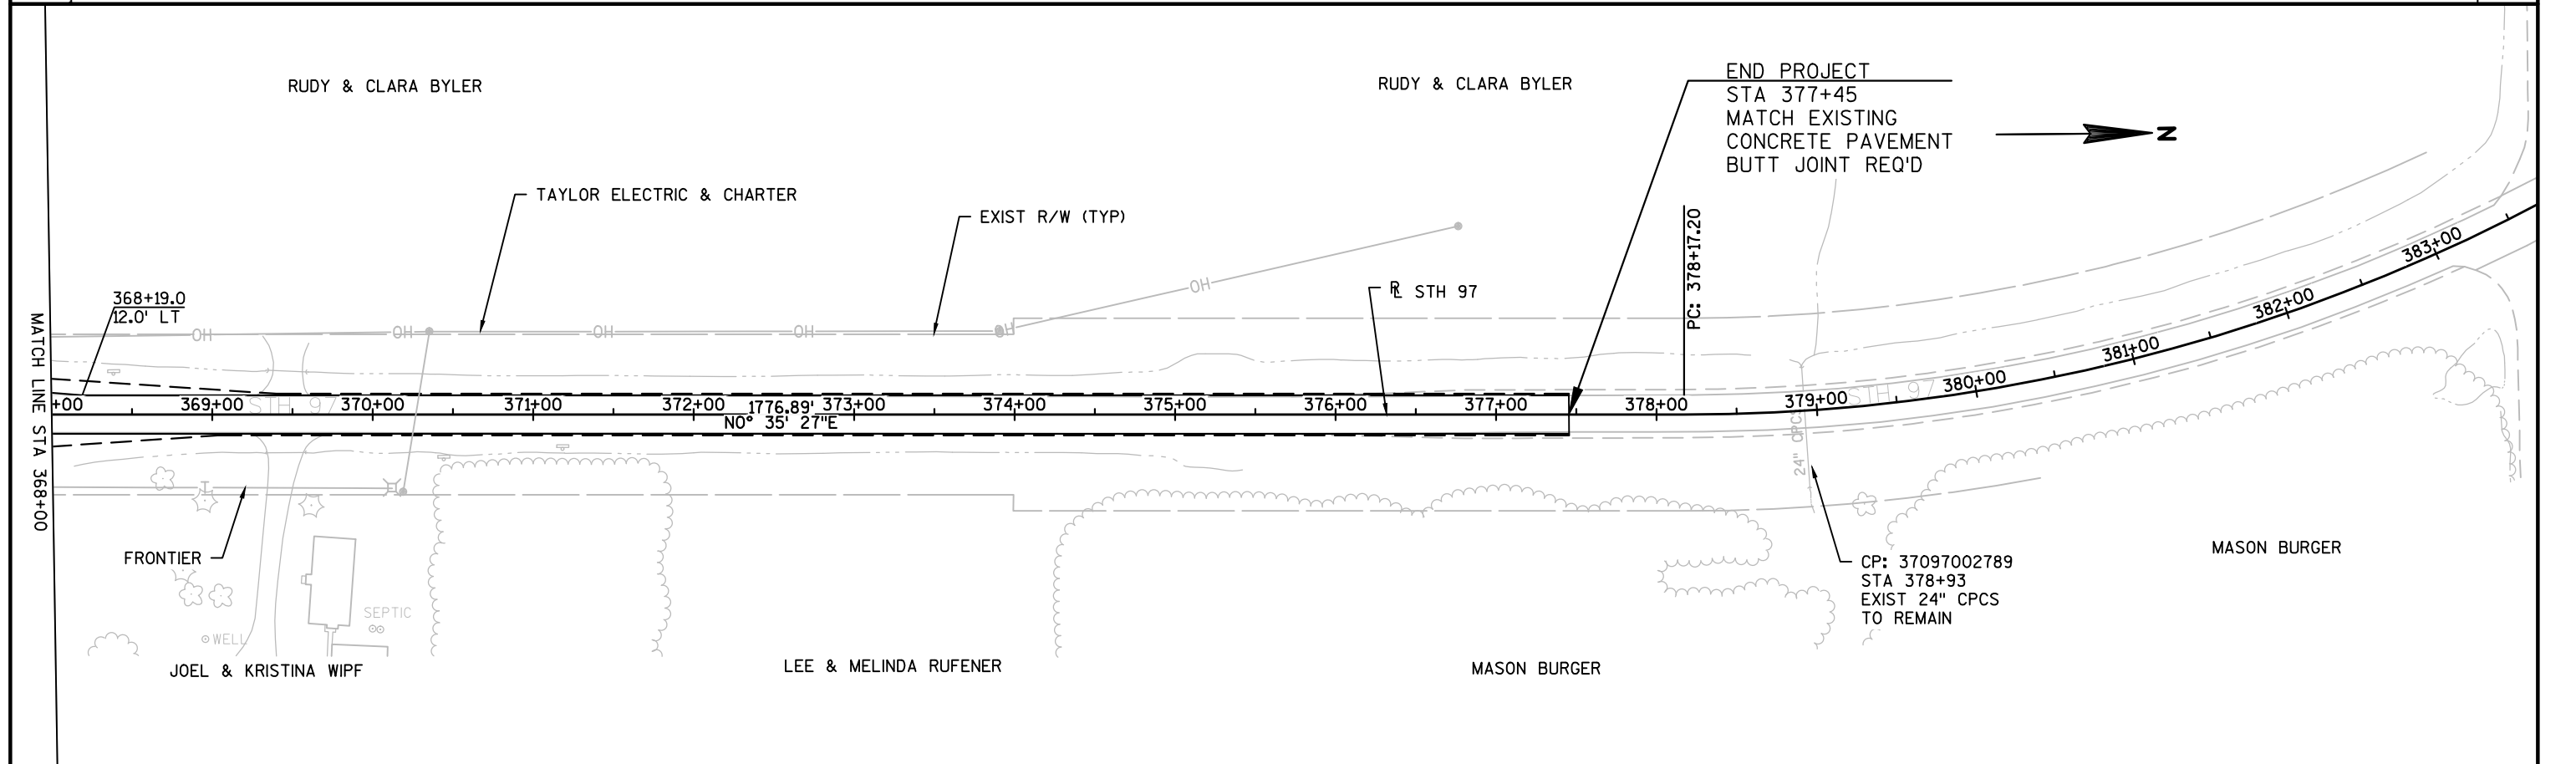 RUDY & CLARA BYLER
RUDY & CLARA BYLER
END PROJECT
STA 377+45
MATCH EXISTING
CONCRETE PAVEMENT
BUTT JOINT REQ'D
N
TAYLOR ELECTRIC & CHARTER
EXIST R/W (TYP)
PC: 378+17.20
368+19.0
12.0' LT
R/L STH 97
OH
OH
OH
OH
OH
OH
MATCH LINE STA 368+00
+00
369+00
STH 97
370+00
371+00
372+00
1776.89'
N0° 35' 27"E
373+00
374+00
375+00
376+00
377+00
378+00
379+00
STH 97
380+00
381+00
382+00
383+00
24" CPCS
FRONTIER
SEPTIC
WELL
CP: 37097002789
STA 378+93
EXIST 24" CPCS
TO REMAIN
MASON BURGER
JOEL & KRISTINA WIPF
LEE & MELINDA RUFENER
MASON BURGER